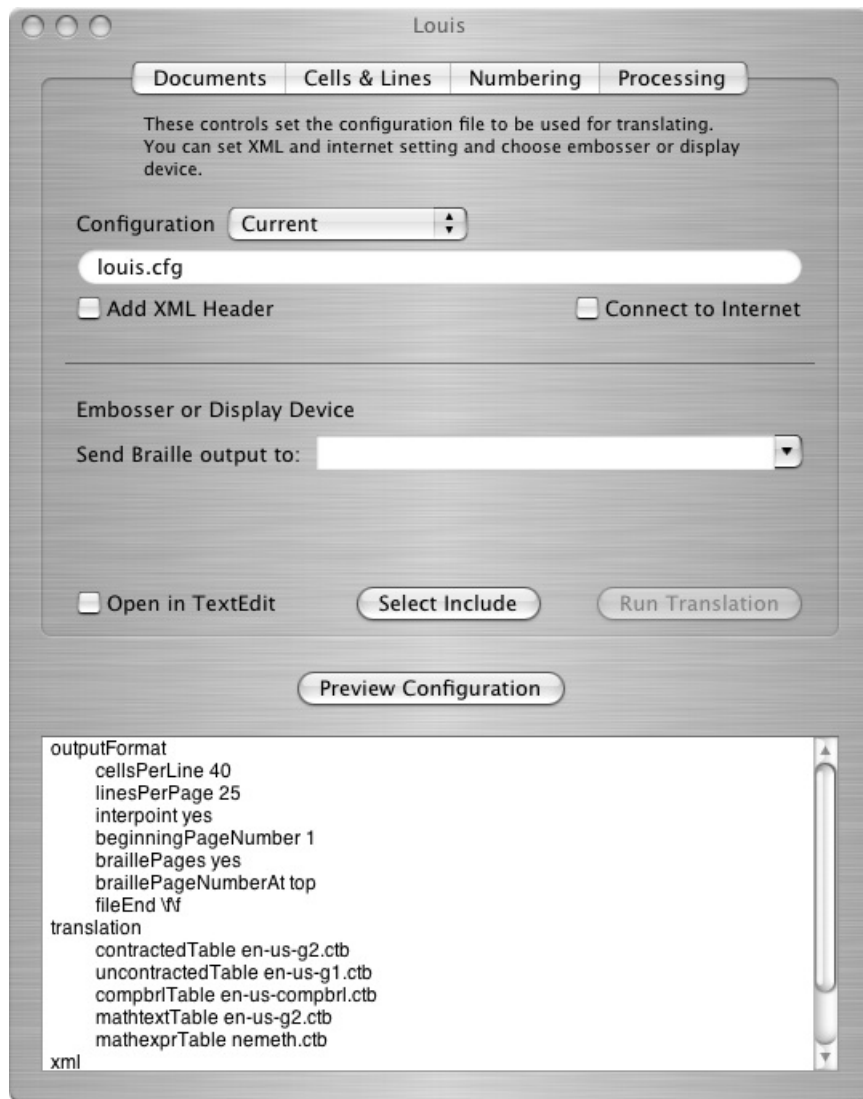 Louis
Documents Cells & Lines Numbering Processing
These controls set the configuration file to be used for translating.
You can set XML and internet setting and choose embosser or display
device.
Configuration Current
louis.cfg
Add XML Header Connect to Internet
Embosser or Display Device
Send Braille output to:
Open in TextEdit Select Include Run Translation
Preview Configuration
outputFormat
cellsPerLine 40
linesPerPage 25
interpoint yes
beginningPageNumber 1
braillePages yes
braillePageNumberAt top
fileEnd \f\f
translation
contractedTable en-us-g2.ctb
uncontractedTable en-us-g1.ctb
compbrlTable en-us-compbrl.ctb
mathtextTable en-us-g2.ctb
mathexprTable nemeth.ctb
xml